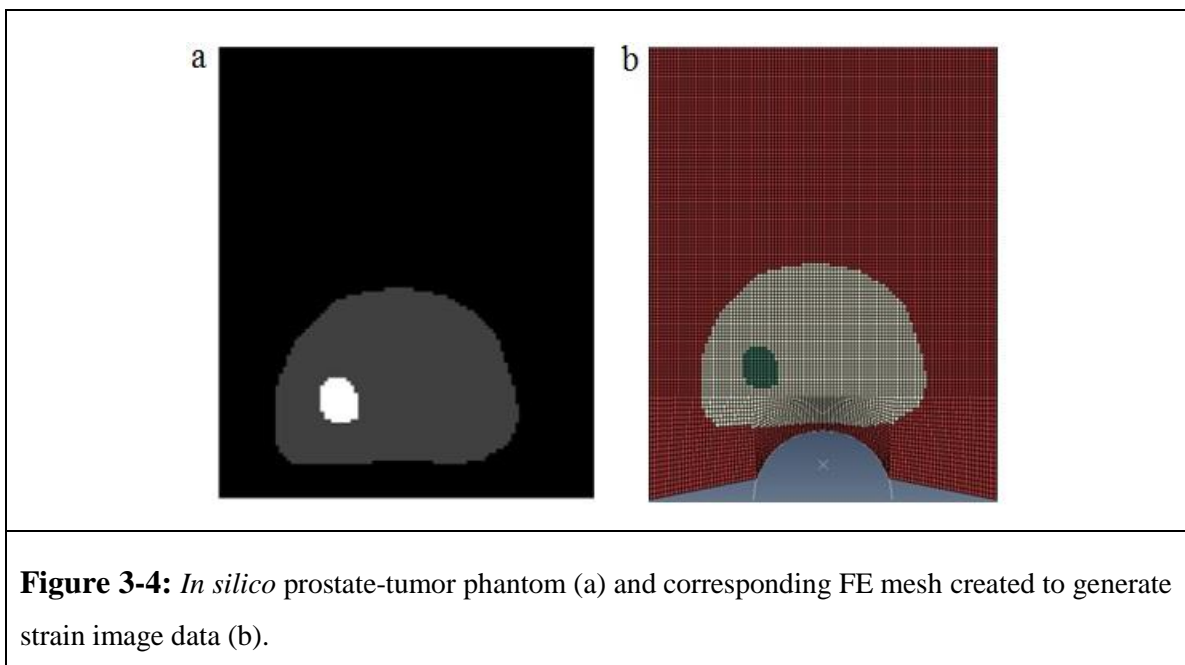 a
b
Figure 3-4: In silico prostate-tumor phantom (a) and corresponding FE mesh created to generate
strain image data (b).